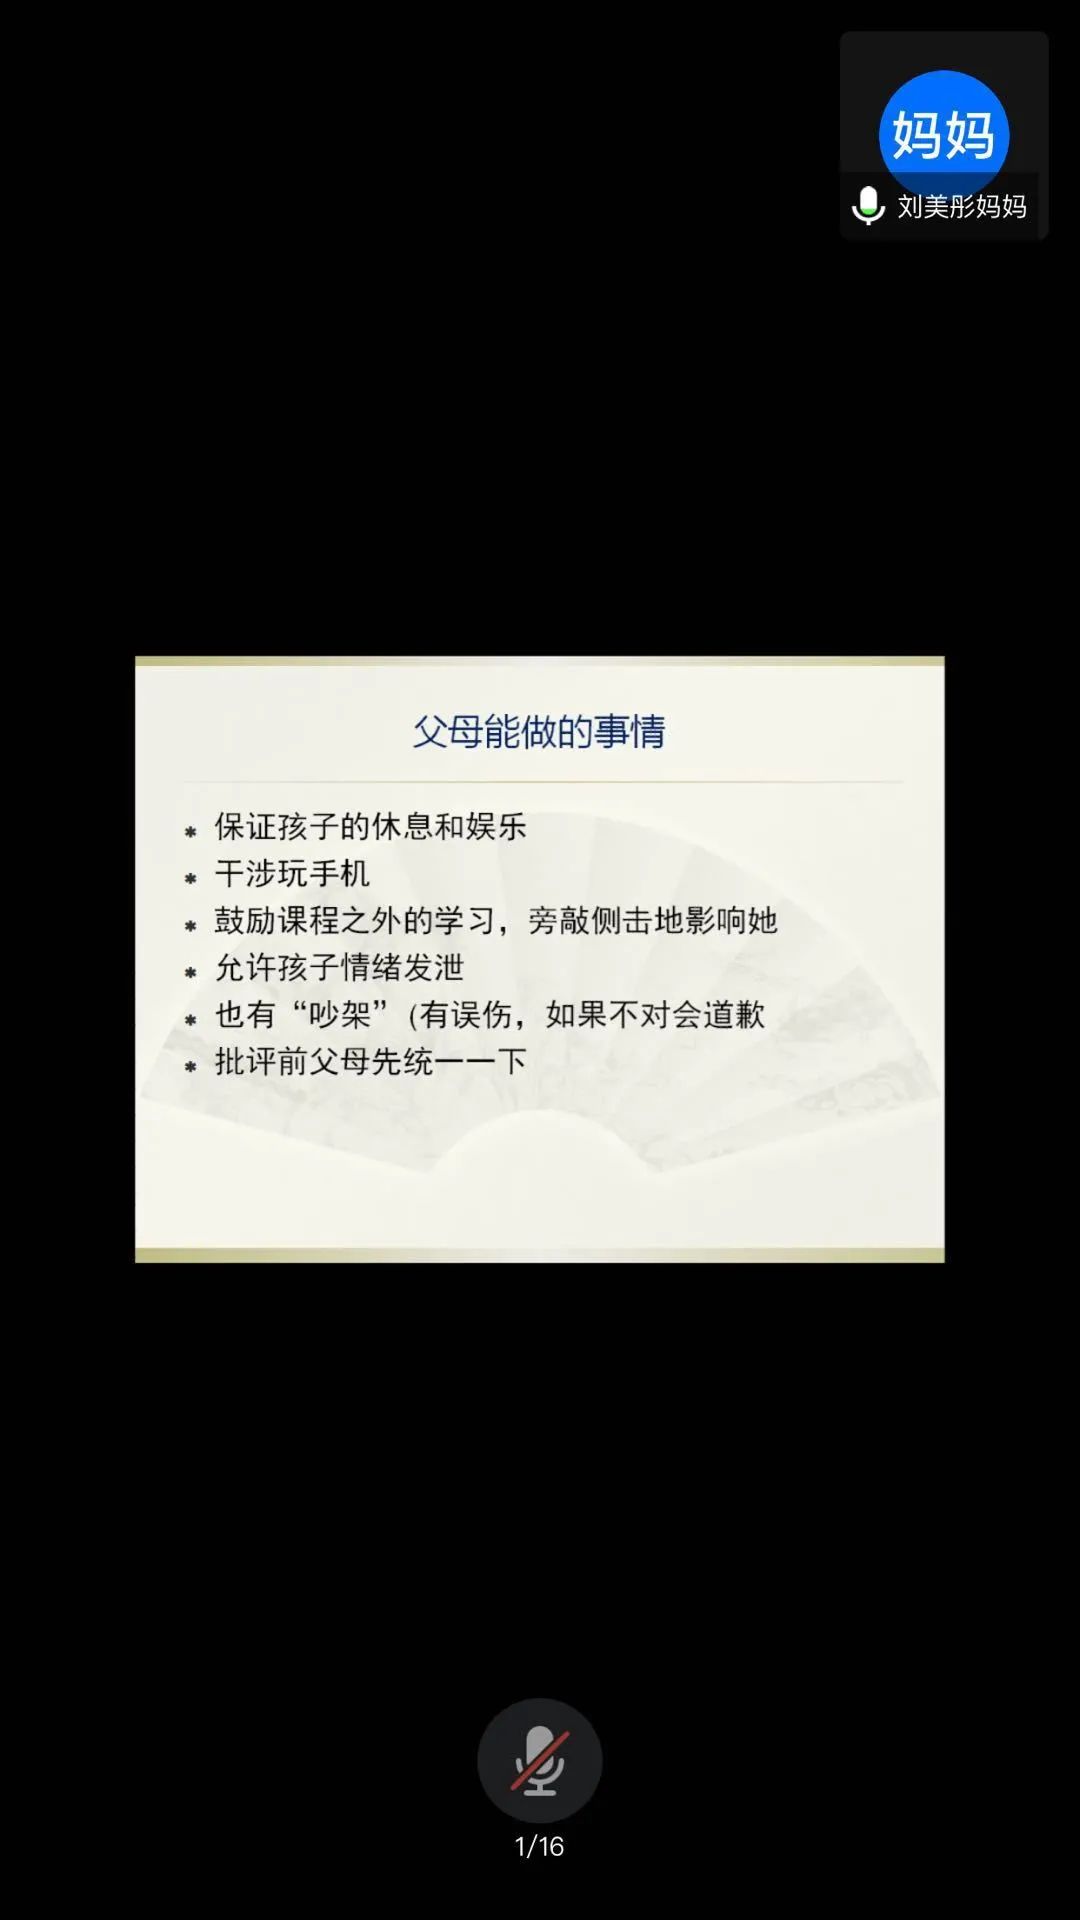 妈妈
刘美彤妈妈
父母能做的事情
* 保证孩子的休息和娱乐
* 干涉玩手机
* 鼓励课程之外的学习，旁敲侧击地影响她
* 允许孩子情绪发泄
* 也有“吵架”(有误伤，如果不对会道歉
* 批评前父母先统一一下
1/16